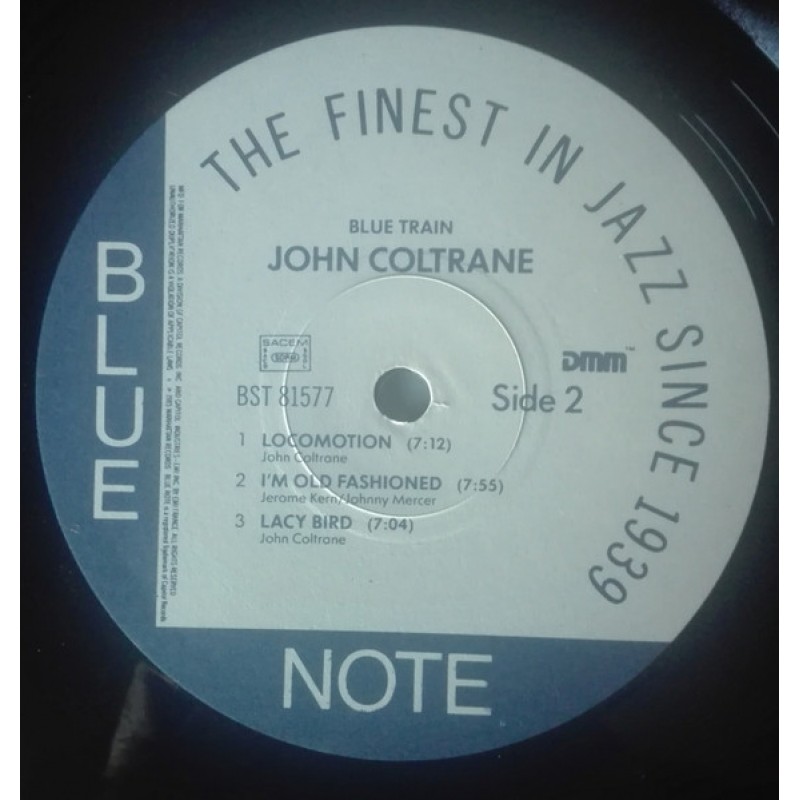 THE FINEST IN JAZZ SINCE 1939
BLUE TRAIN
JOHN COLTRANE
SACEM
DMM™
BST 81577
Side 2
1 LOCOMOTION (7:12)
John Coltrane
2 I'M OLD FASHIONED (7:55)
Jerome Kern/Johnny Mercer
3 LACY BIRD (7:04)
John Coltrane
BLUE
NOTE